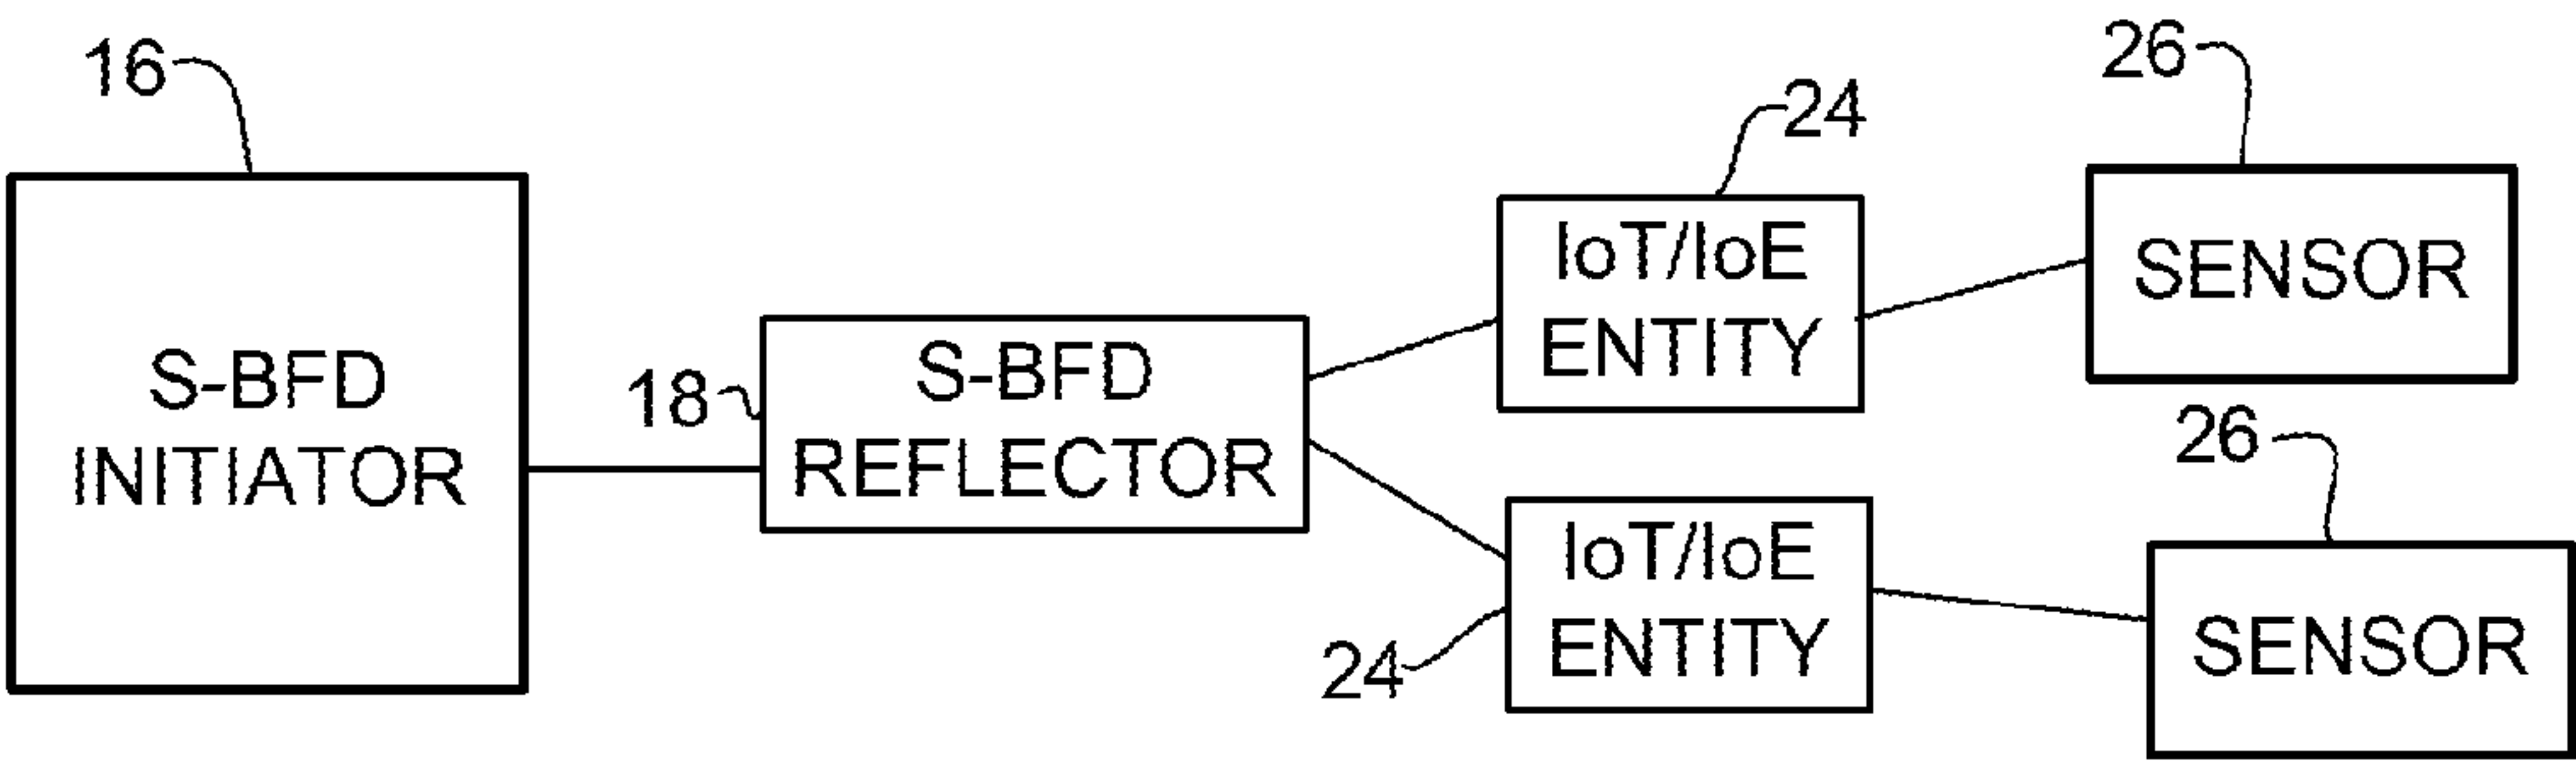 16
S-BFD
INITIATOR
18
S-BFD
REFLECTOR
24
IoT/IoE
ENTITY
26
SENSOR
24
IoT/IoE
ENTITY
26
SENSOR